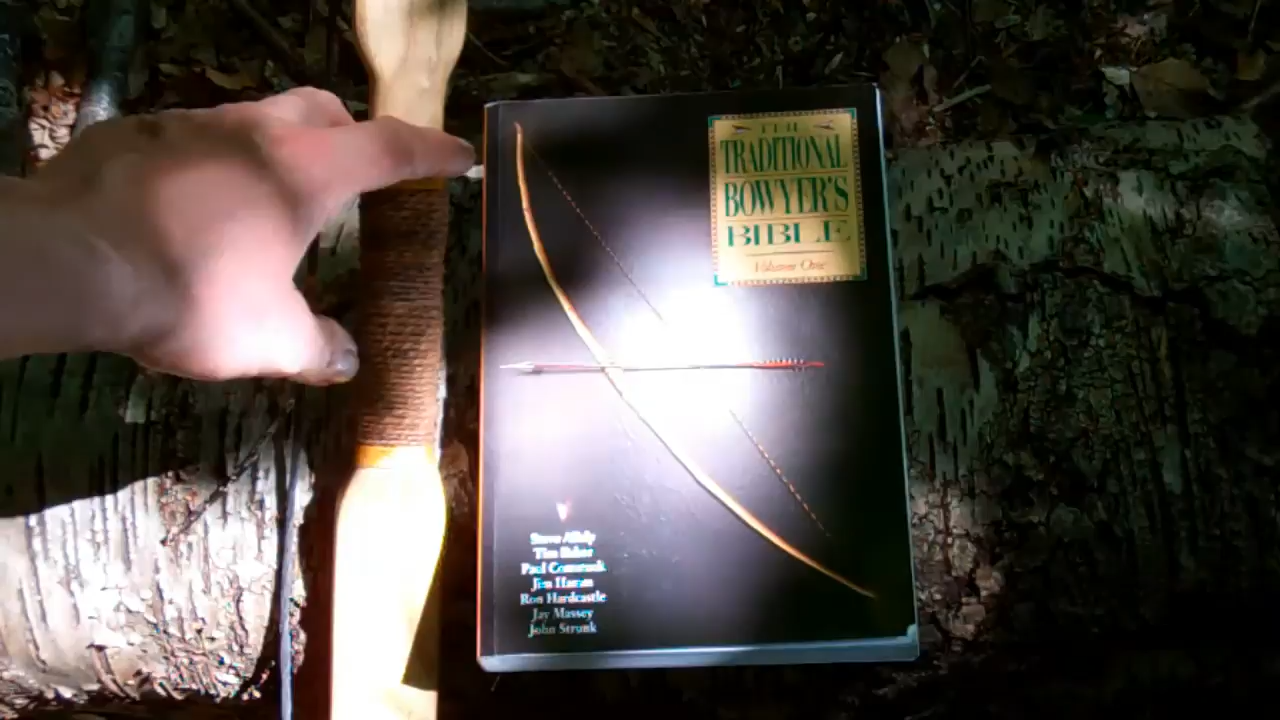 THE
TRADITIONAL
BOWYER'S
BIBLE
Volume One
Steve Allely
Tim Baker
Paul Comstock
Jim Hamm
Ron Hardcastle
Jay Massey
John Strunk